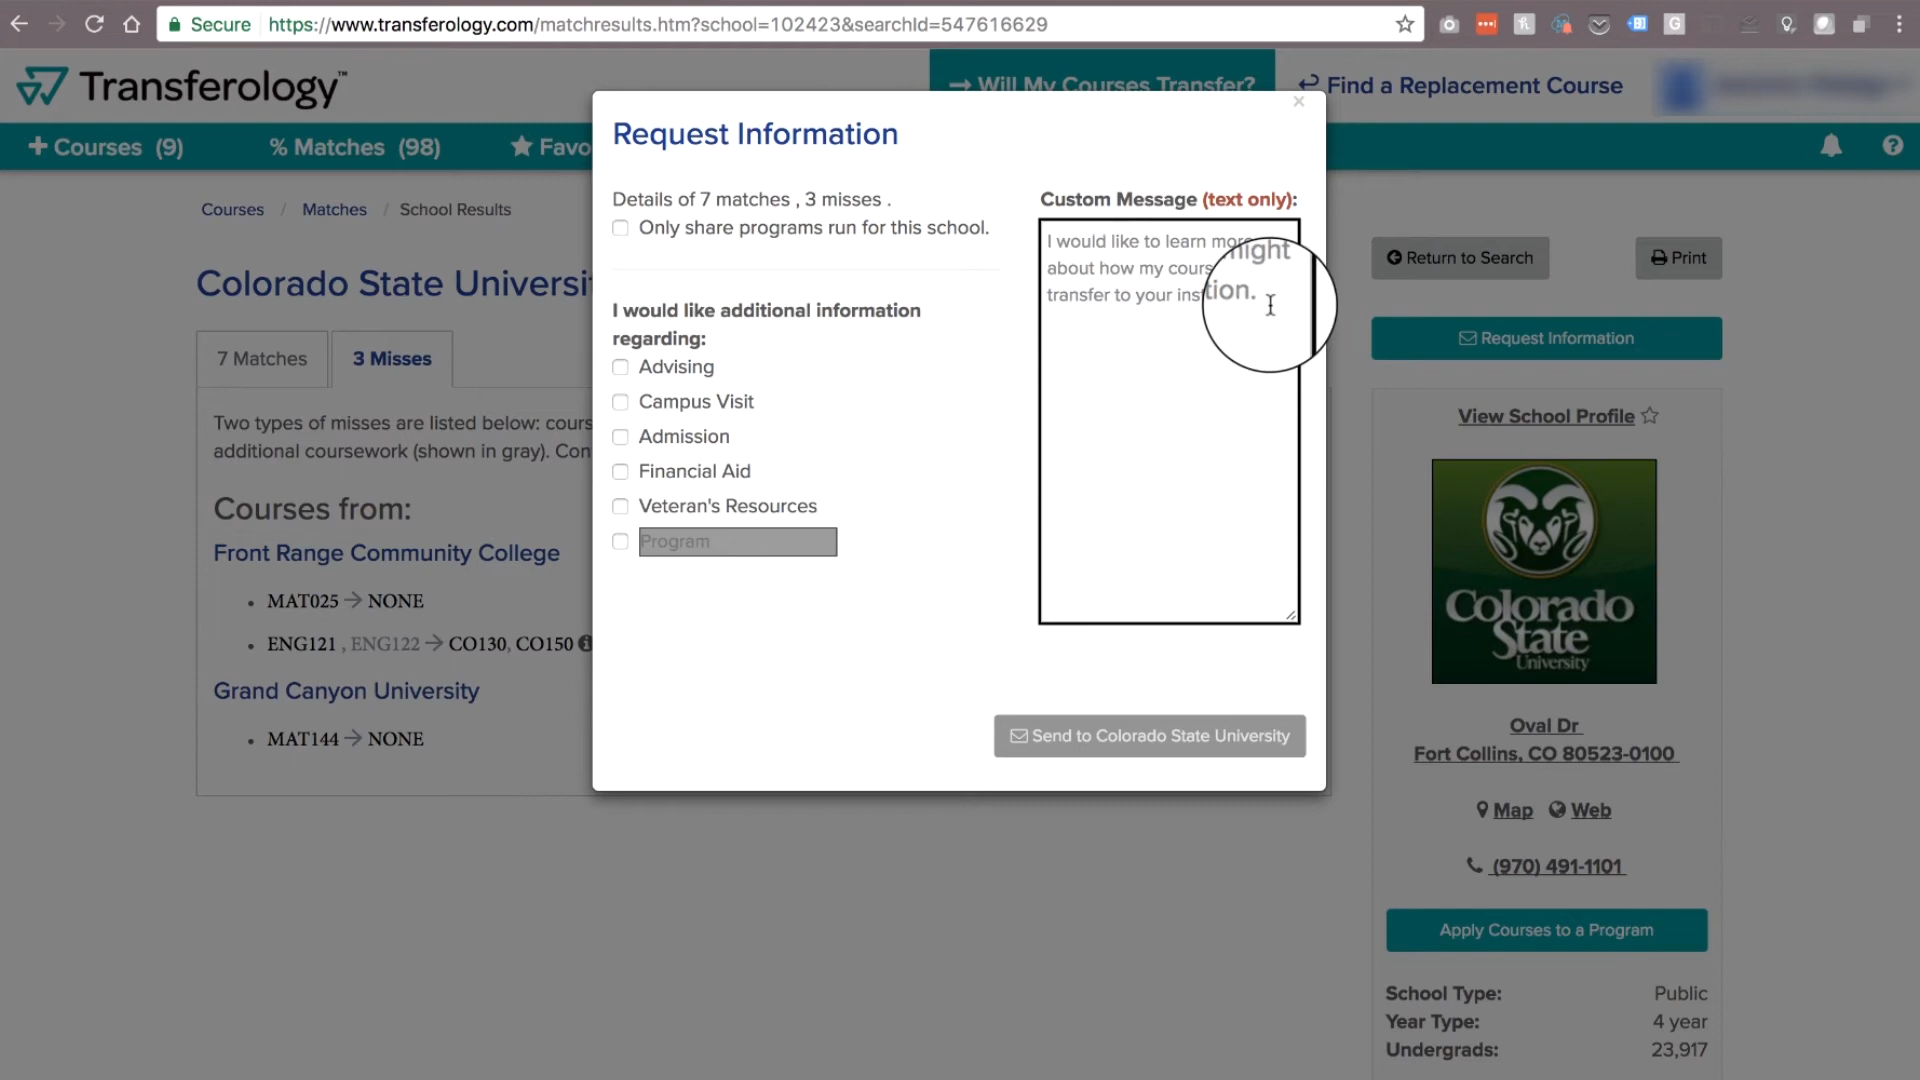 Secure https://www.transferology.com/matchresults.htm?school=102423&searchId=547616629
Transferology™
Will My Courses Transfer?
Find a Replacement Course
Courses (9)
% Matches (98)
Favo
Courses / Matches / School Results
Colorado State Universi
7 Matches
3 Misses
Two types of misses are listed below: cours
additional coursework (shown in gray). Con
Courses from:
Front Range Community College
MAT025 → NONE
ENG121 , ENG122 → CO130, CO150
Grand Canyon University
MAT144 → NONE
Request Information
×
Details of 7 matches , 3 misses .
Only share programs run for this school.
I would like additional information
regarding:
Advising
Campus Visit
Admission
Financial Aid
Veteran's Resources
Program
Custom Message (text only):
I would like to learn more
about how my cours might
transfer to your institution.
Send to Colorado State University
Return to Search
Print
Request Information
View School Profile
Colorado
State
University
Oval Dr
Fort Collins, CO 80523-0100
Map Web
(970) 491-1101
Apply Courses to a Program
School Type: Public
Year Type: 4 year
Undergrads: 23,917